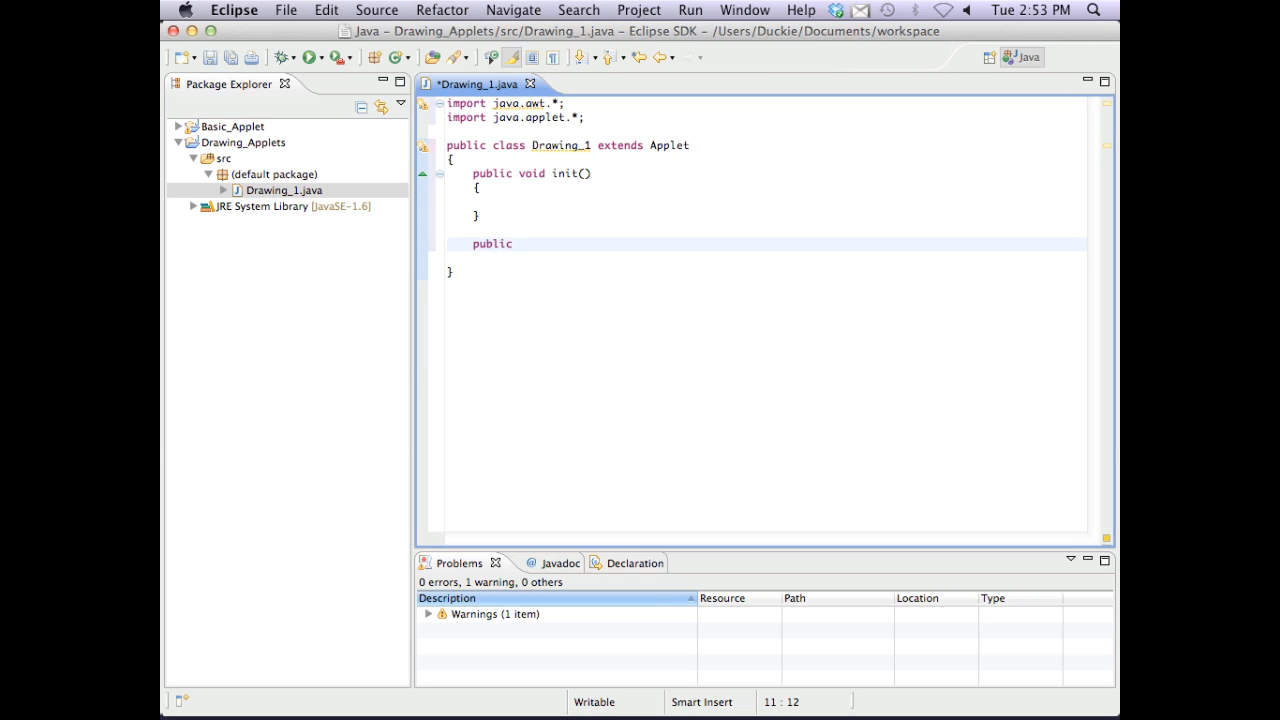 Eclipse File Edit Source Refactor Navigate Search Project Run Window Help Tue 2:53 PM
Java – Drawing_Applets/src/Drawing_1.java – Eclipse SDK – /Users/Duckie/Documents/workspace
Java
Package Explorer
Basic_Applet
Drawing_Applets
src
(default package)
Drawing_1.java
JRE System Library [JavaSE-1.6]
*Drawing_1.java
import java.awt.*;
import java.applet.*;
public class Drawing_1 extends Applet
{
public void init()
{
}
public
}
Problems Javadoc Declaration
0 errors, 1 warning, 0 others
Description Resource Path Location Type
Warnings (1 item)
Writable Smart Insert 11 : 12